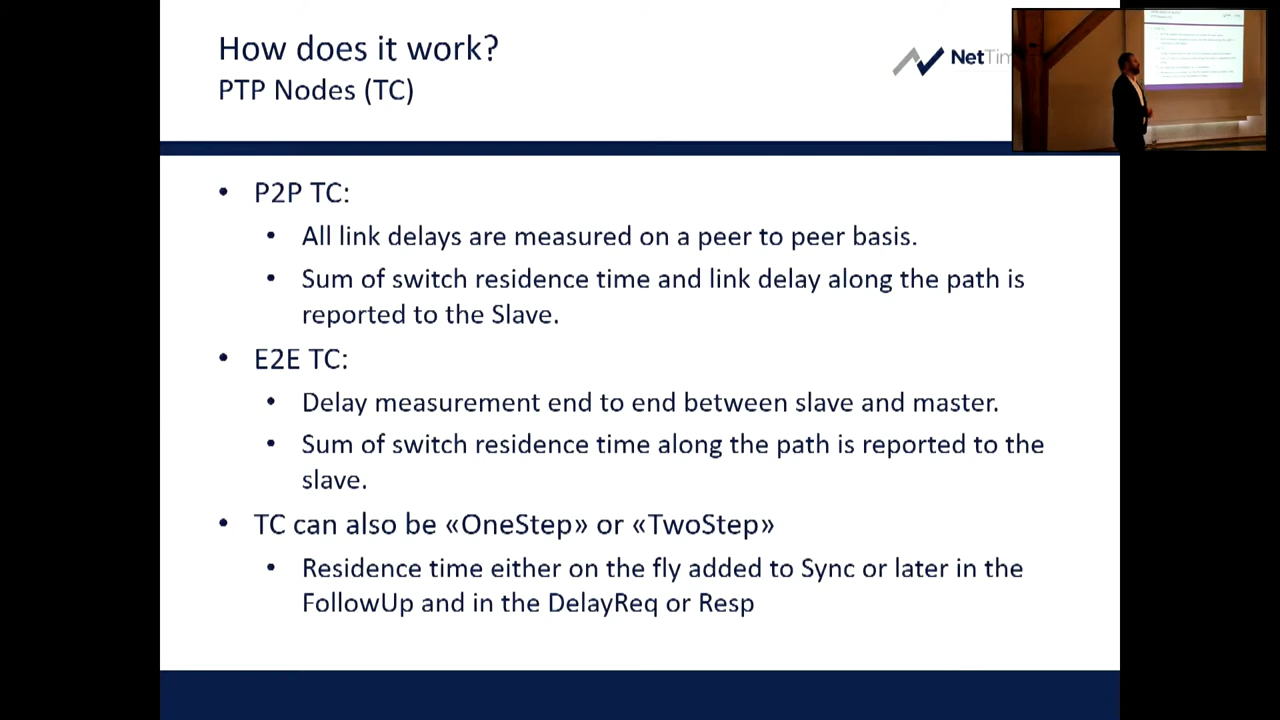 How does it work?
PTP Nodes (TC)
NetTim
• P2P TC:
• All link delays are measured on a peer to peer basis.
• Sum of switch residence time and link delay along the path is
reported to the Slave.
• E2E TC:
• Delay measurement end to end between slave and master.
• Sum of switch residence time along the path is reported to the
slave.
• TC can also be «OneStep» or «TwoStep»
• Residence time either on the fly added to Sync or later in the
FollowUp and in the DelayReq or Resp